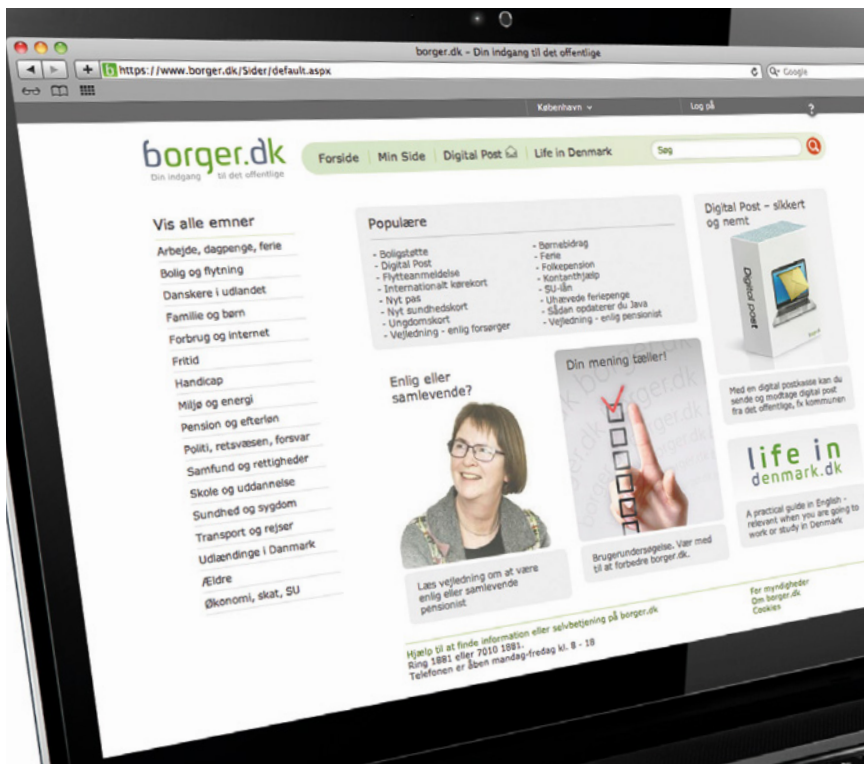 borger.dk – Din indgang til det offentlige
https://www.borger.dk/Sider/default.aspx
Google
København
Log på
?
borger.dk
Din indgang til det offentlige
Forside
Min Side
Digital Post
Life in Denmark
Søg
Vis alle emner
Arbejde, dagpenge, ferie
Bolig og flytning
Danskere i udlandet
Familie og børn
Forbrug og internet
Fritid
Handicap
Miljø og energi
Pension og efterløn
Politi, retsvæsen, forsvar
Samfund og rettigheder
Skole og uddannelse
Sundhed og sygdom
Transport og rejser
Udlændinge i Danmark
Ældre
Økonomi, skat, SU
Populære
- Boligstøtte
- Digital Post
- Flytteanmeldelse
- Internationalt kørekort
- Nyt pas
- Nyt sundhedskort
- Ungdomskort
- Vejledning - enlig forsørger
- Børnebidrag
- Ferie
- Folkepension
- Kontanthjælp
- SU-lån
- Uhævede feriepenge
- Sådan opdaterer du Java
- Vejledning - enlig pensionist
Digital Post – sikkert
og nemt
Digital post
borger.dk
Med en digital postkasse kan du
sende og modtage digital post
fra det offentlige, fx kommunen
Enlig eller
samlevende?
Læs vejledning om at være
enlig eller samlevende
pensionist
Din mening tæller!
borger.dk
Brugerundersøgelse. Vær med
til at forbedre borger.dk.
life in
denmark.dk
A practical guide in English -
relevant when you are going to
work or study in Denmark
Hjælp til at finde information eller selvbetjening på borger.dk
Ring 1881 eller 7010 1881.
Telefonen er åben mandag-fredag kl. 8 - 18
For myndigheder
Om borger.dk
Cookies